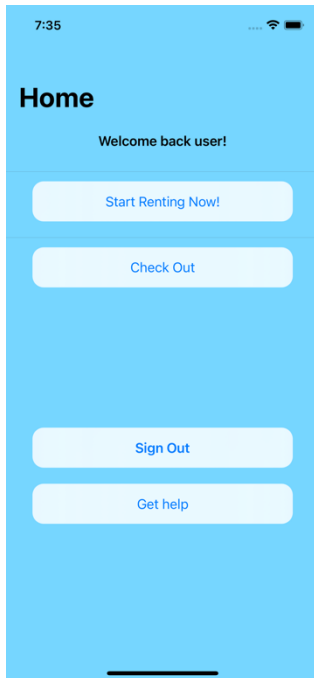 7:35
Home
Welcome back user!
Start Renting Now!
Check Out
Sign Out
Get help